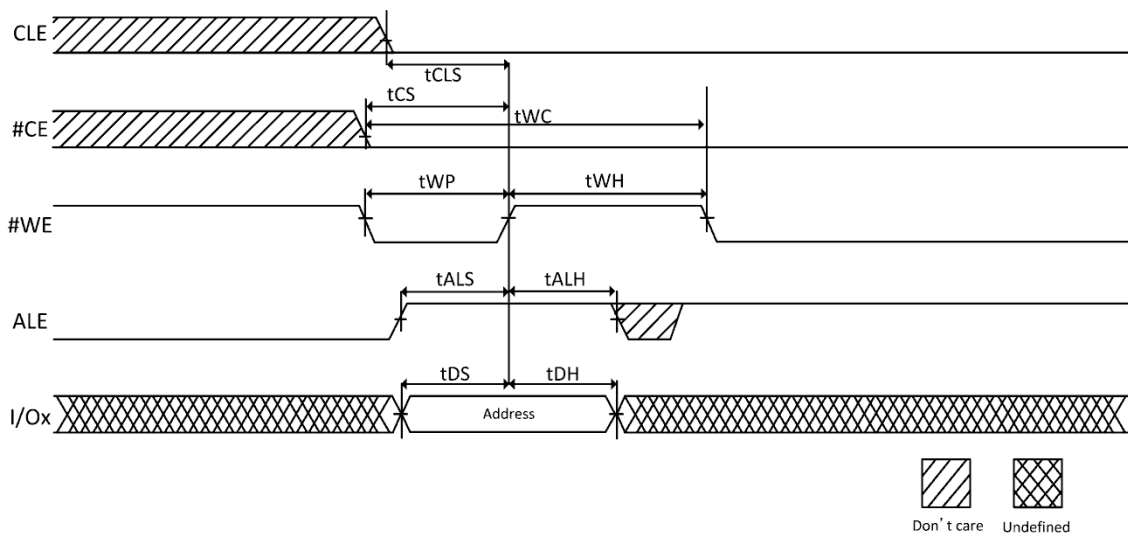 CLE
tCLS
tCS
#CE
tWC
tWP
tWH
#WE
tALS
tALH
ALE
tDS
tDH
I/Ox
Address
Don't care
Undefined